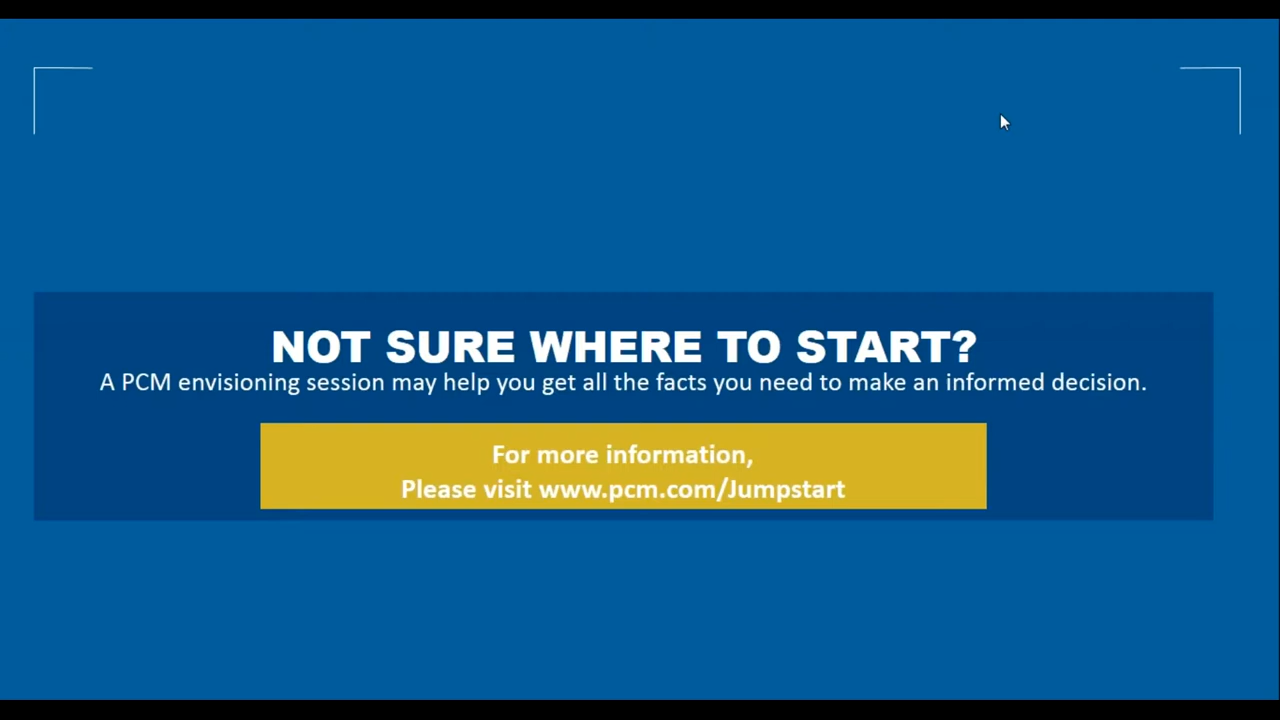 NOT SURE WHERE TO START?
A PCM envisioning session may help you get all the facts you need to make an informed decision.
For more information,
Please visit www.pcm.com/Jumpstart